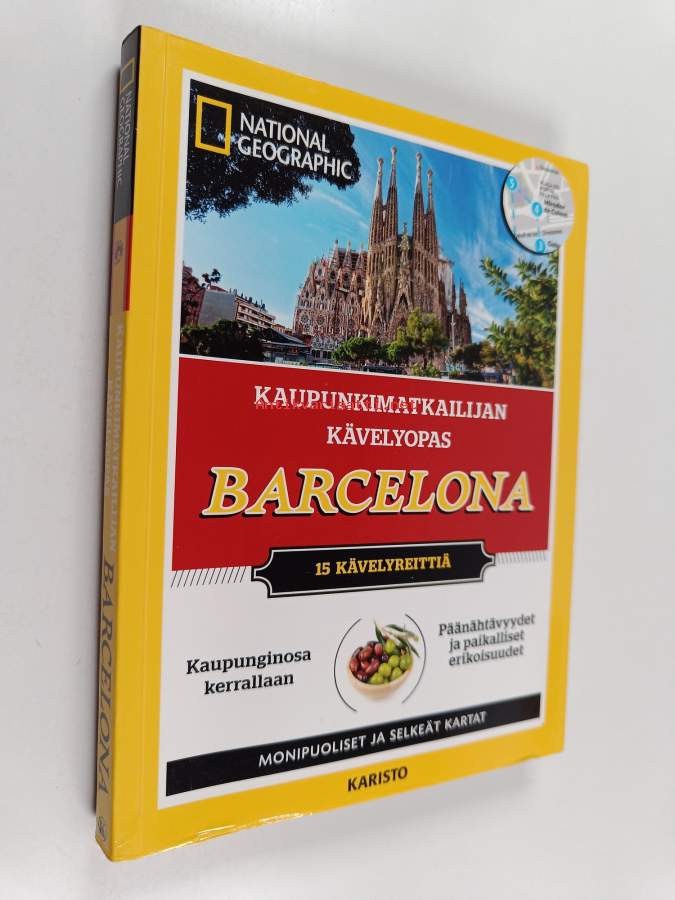 NATIONAL
GEOGRAPHIC
KAUPUNKIMATKAILIJAN
KÄVELYOPAS
BARCELONA
15 KÄVELYREITTIÄ
Kaupunginosa
kerrallaan
Päänähtävyydet
ja paikalliset
erikoisuudet
MONIPUOLISET JA SELKEÄT KARTAT
KARISTO
NATIONAL
GEOGRAPHIC
KAUPUNKIMATKAILIJAN
BARCELONA